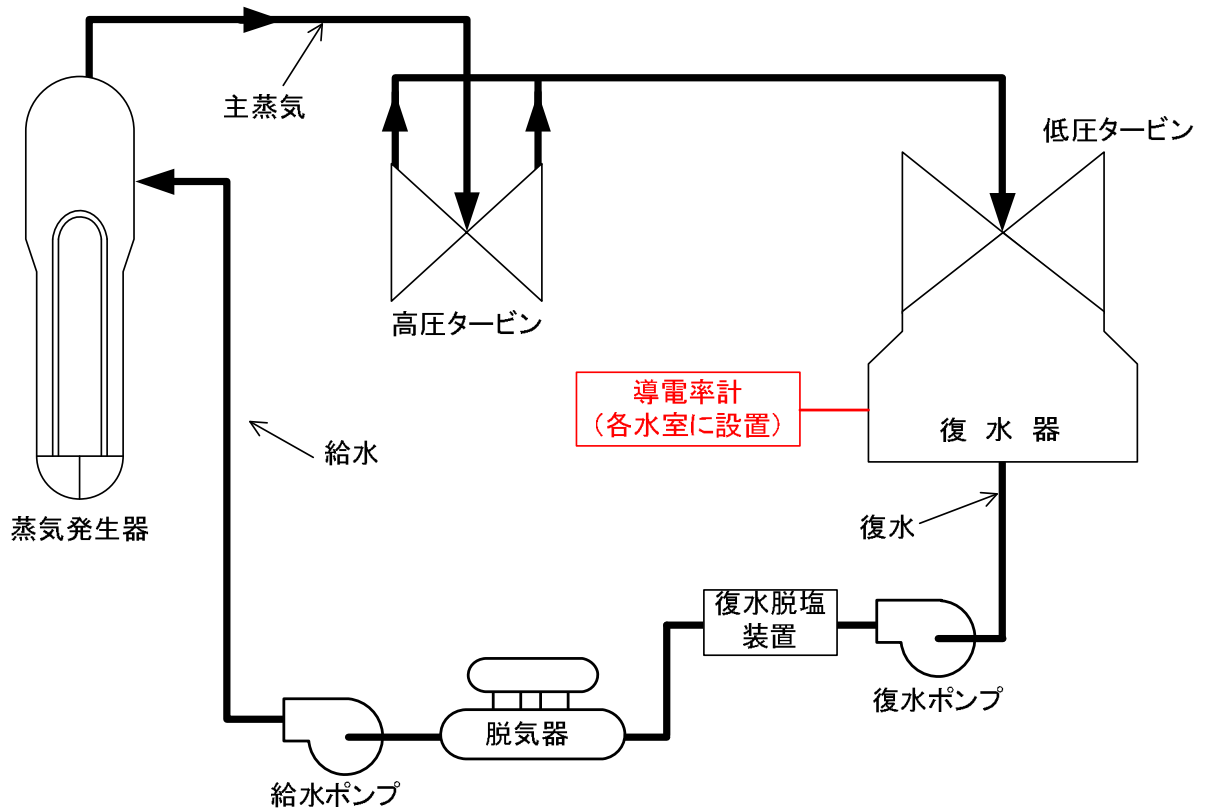 主蒸気
低圧タービン
高圧タービン
導電率計
（各水室に設置）
復水器
給水
蒸気発生器
復水
復水脱塩
装置
復水ポンプ
脱気器
給水ポンプ